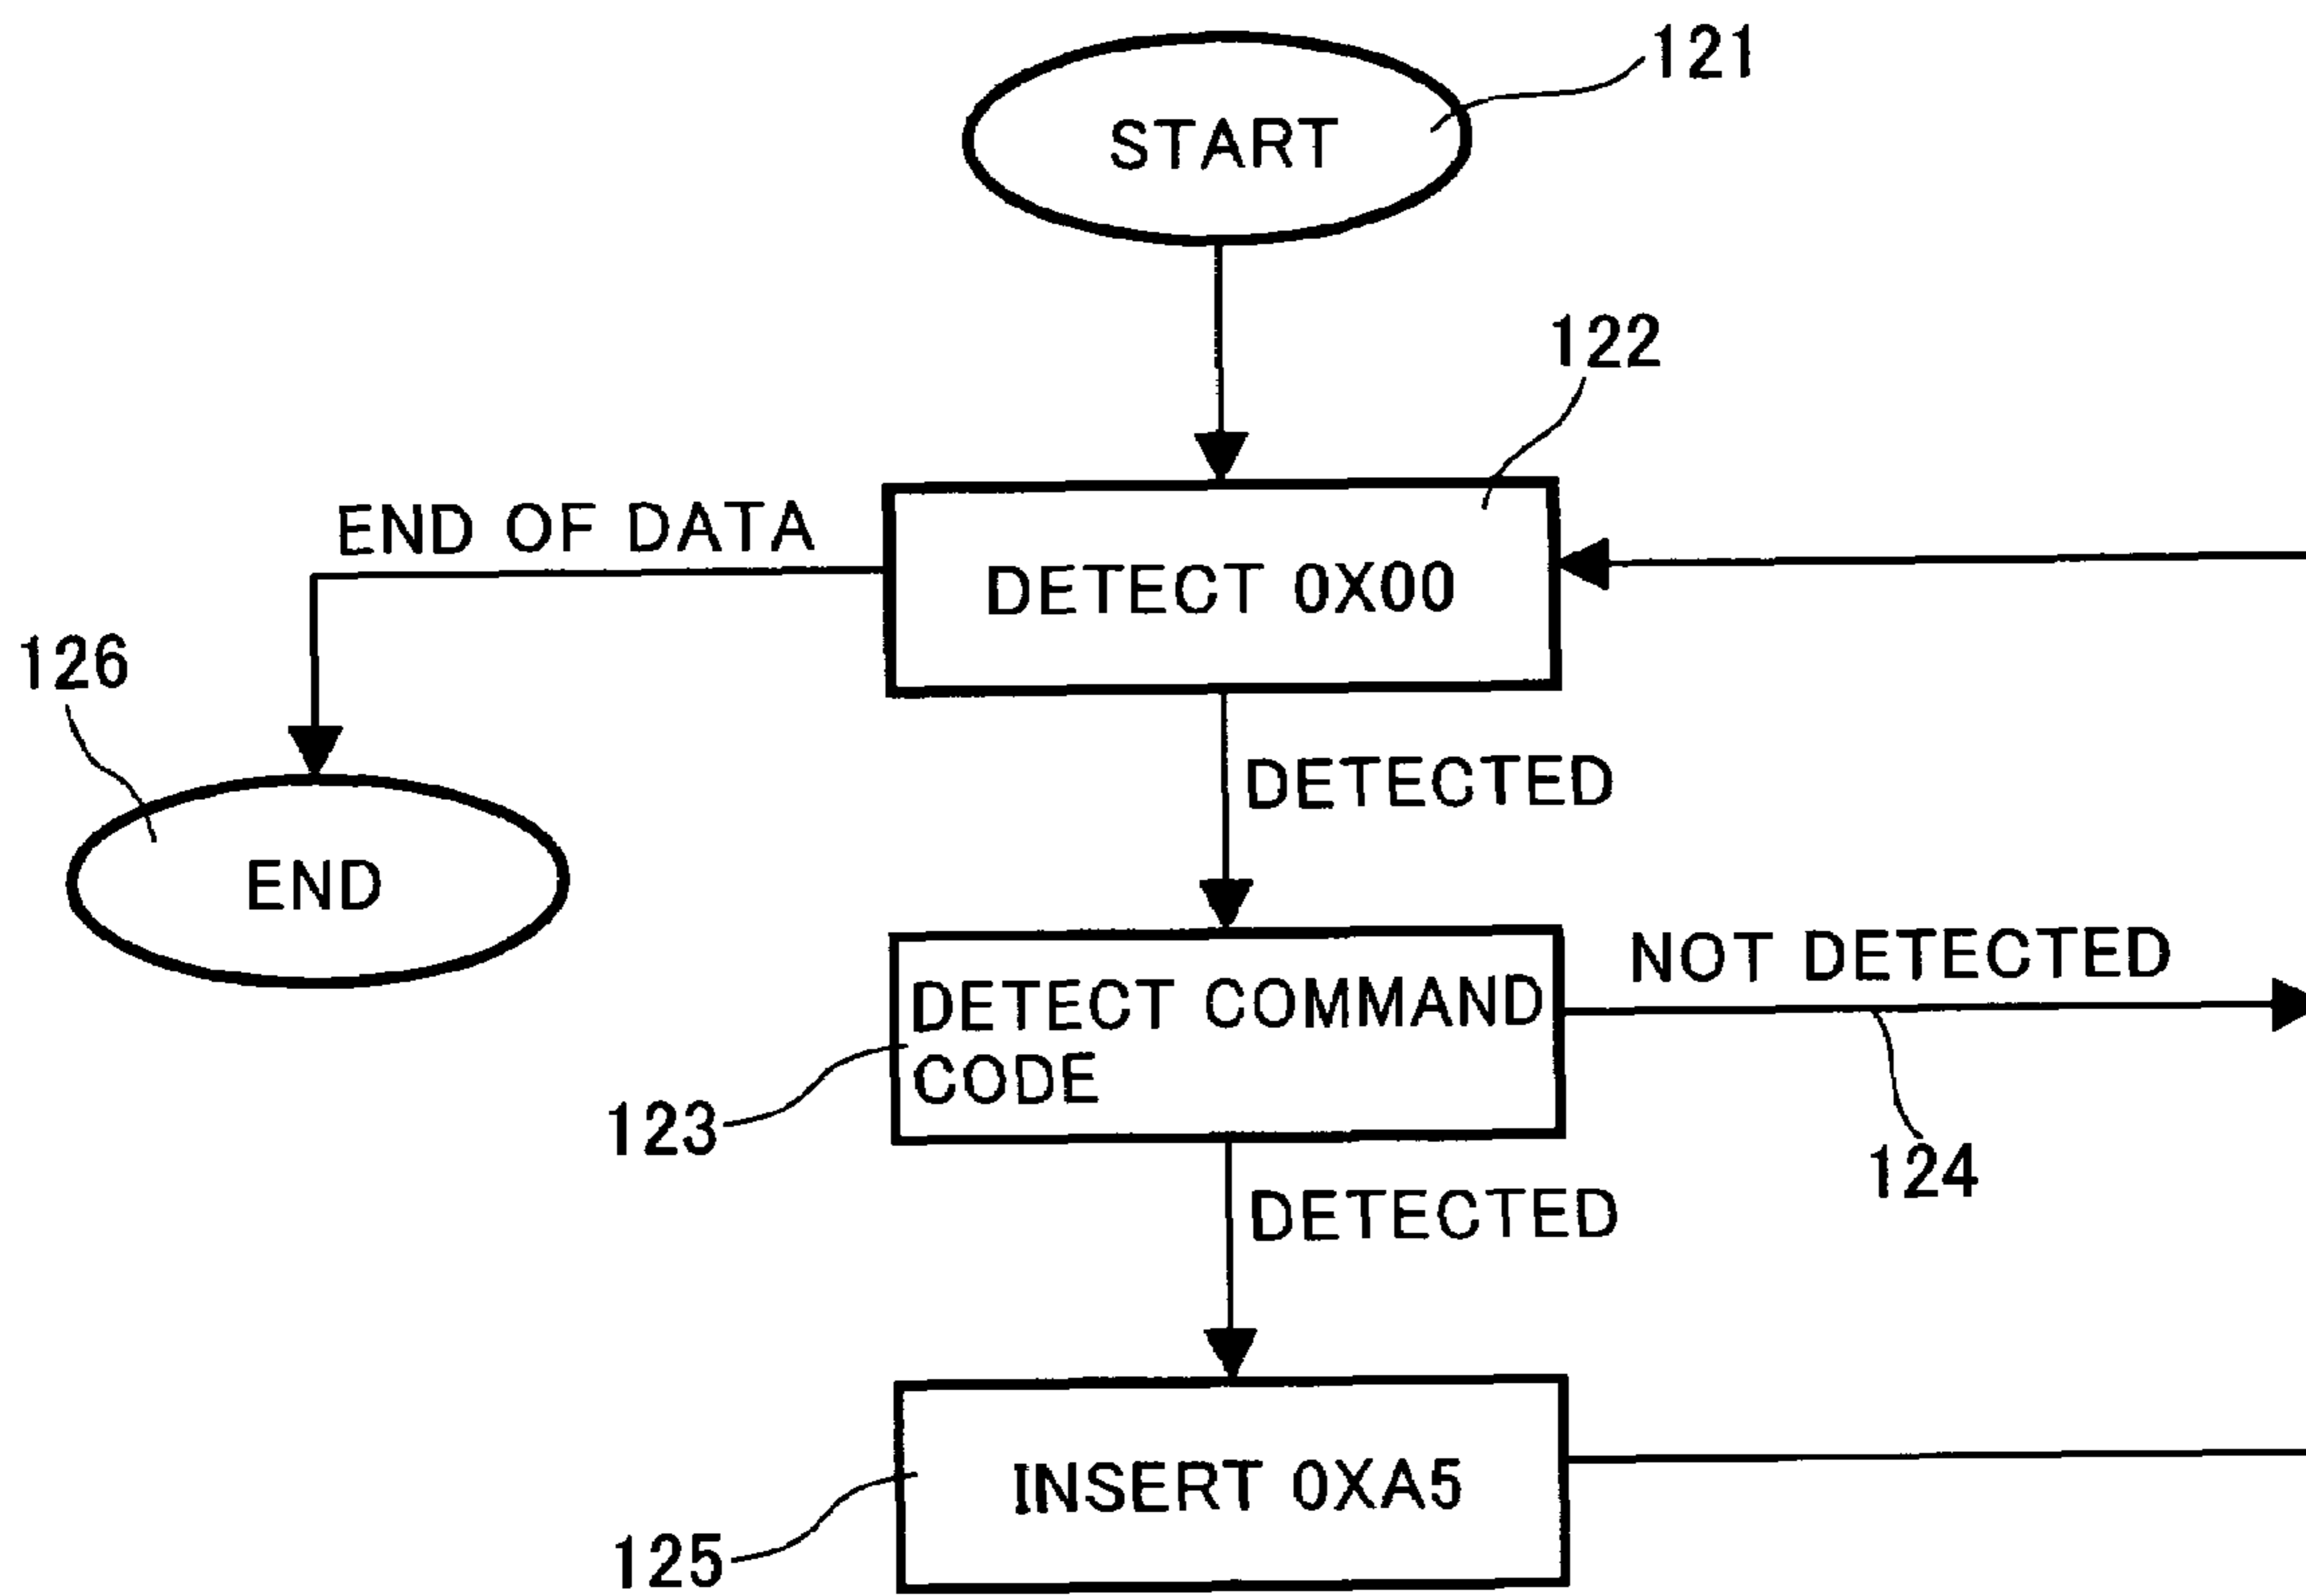 121
START
122
END OF DATA
DETECT 0X00
126
DETECTED
END
NOT DETECTED
DETECT COMMAND
CODE
123
124
DETECTED
INSERT 0XA5
125